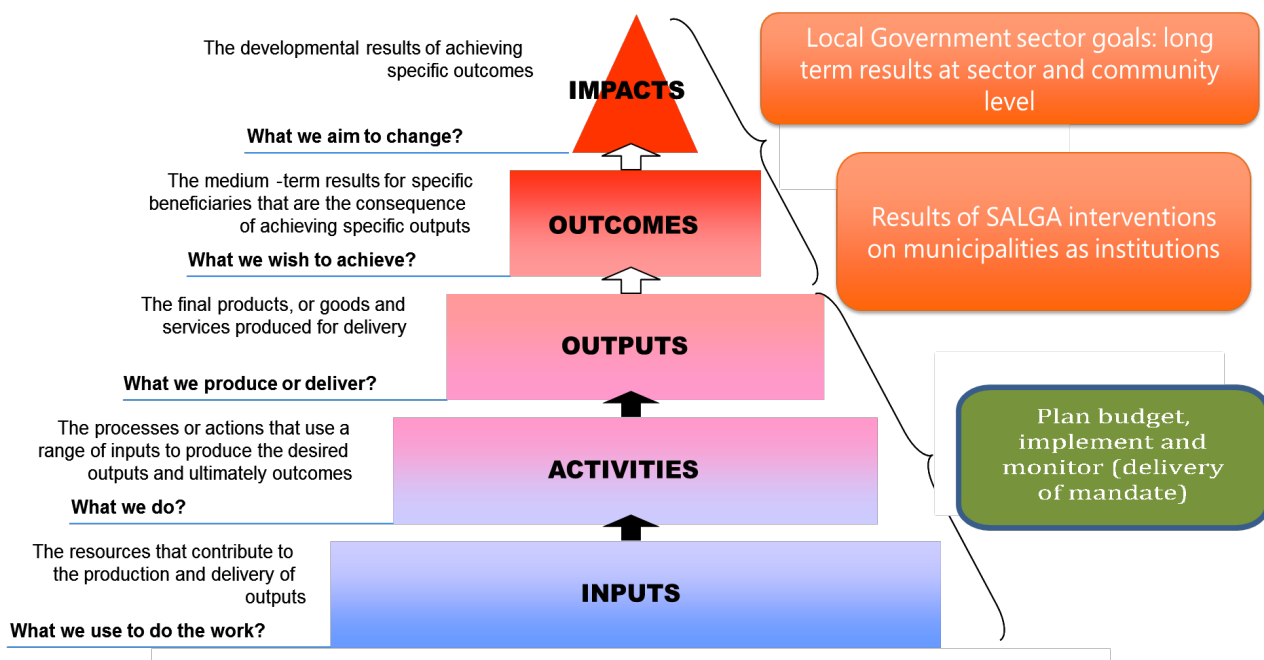 The developmental results of achieving
specific outcomes
IMPACTS
What we aim to change?
Local Government sector goals: long
term results at sector and community
level
The medium -term results for specific
beneficiaries that are the consequence
of achieving specific outputs
OUTCOMES
What we wish to achieve?
Results of SALGA interventions
on municipalities as institutions
The final products, or goods and
services produced for delivery
OUTPUTS
What we produce or deliver?
The processes or actions that use a
range of inputs to produce the desired
outputs and ultimately outcomes
ACTIVITIES
What we do?
Plan budget,
implement and
monitor (delivery
of mandate)
The resources that contribute to
the production and delivery of
outputs
INPUTS
What we use to do the work?